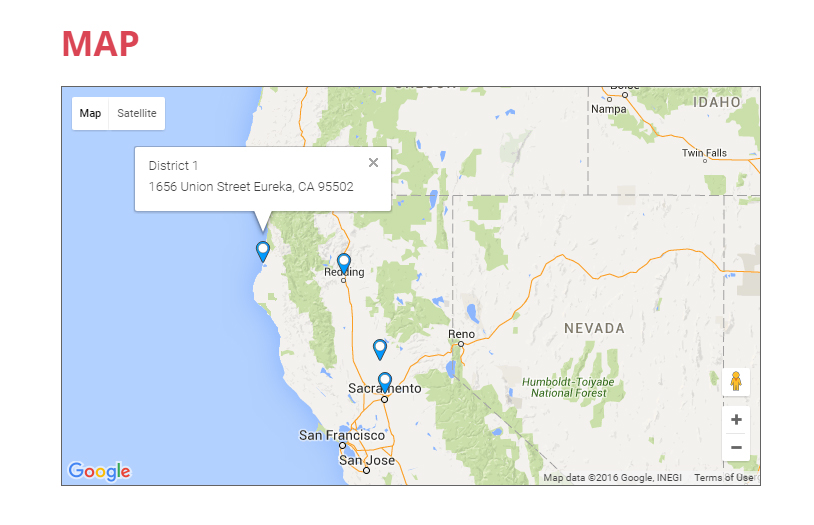 MAP
Map Satellite
IDAHO
Nampa
Twin Falls
District 1
1656 Union Street Eureka, CA 95502
Redding
Reno
NEVADA
Sacramento
Humboldt-Toiyabe
National Forest
San Francisco
San Jose
Google
Map data ©2016 Google, INEGI Terms of Use